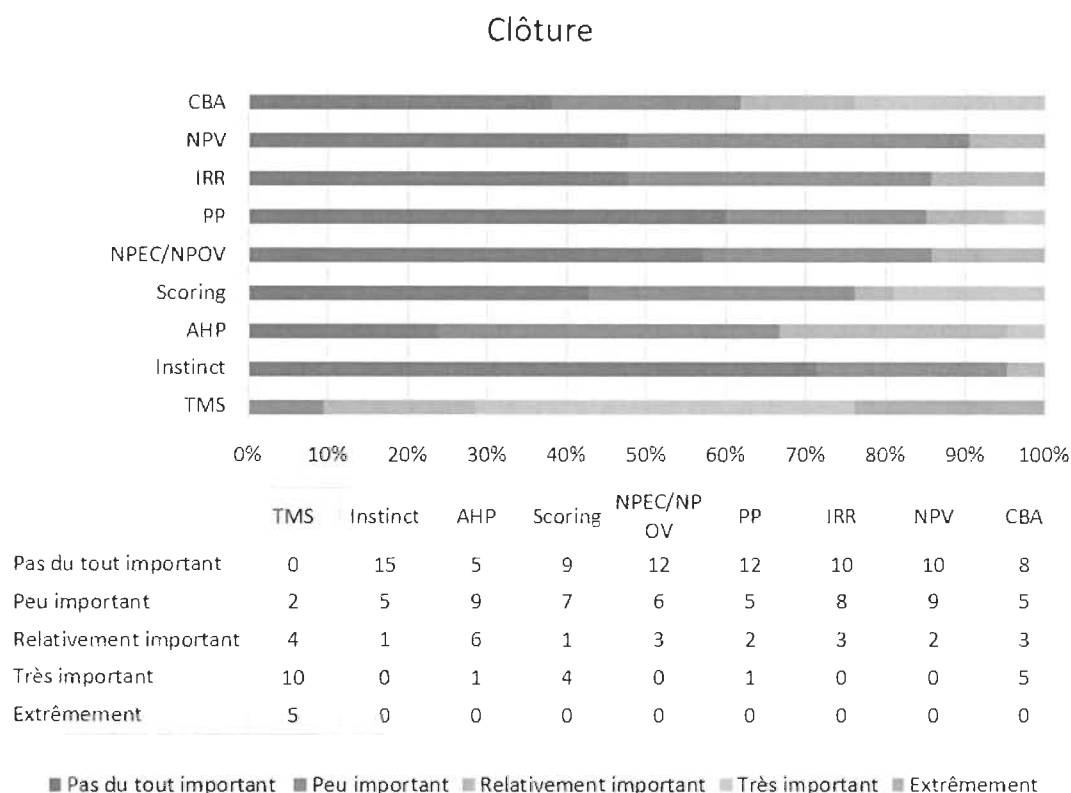 Clôture
CBA
NPV
IRR
PP
NPEC/NPOV
Scoring
AHP
Instinct
TMS
0% 10% 20% 30% 40% 50% 60% 70% 80% 90% 100%
TMS Instinct AHP Scoring NPEC/NP PP IRR NPV CBA
OV
Pas du tout important 0 15 5 9 12 12 10 10 8
Peu important 2 5 9 7 6 5 8 9 5
Relativement important 4 1 6 1 3 2 3 2 3
Très important 10 0 1 4 0 1 0 0 5
Extrêmement 5 0 0 0 0 0 0 0 0
Pas du tout important Peu important Relativement important Très important Extrêmement